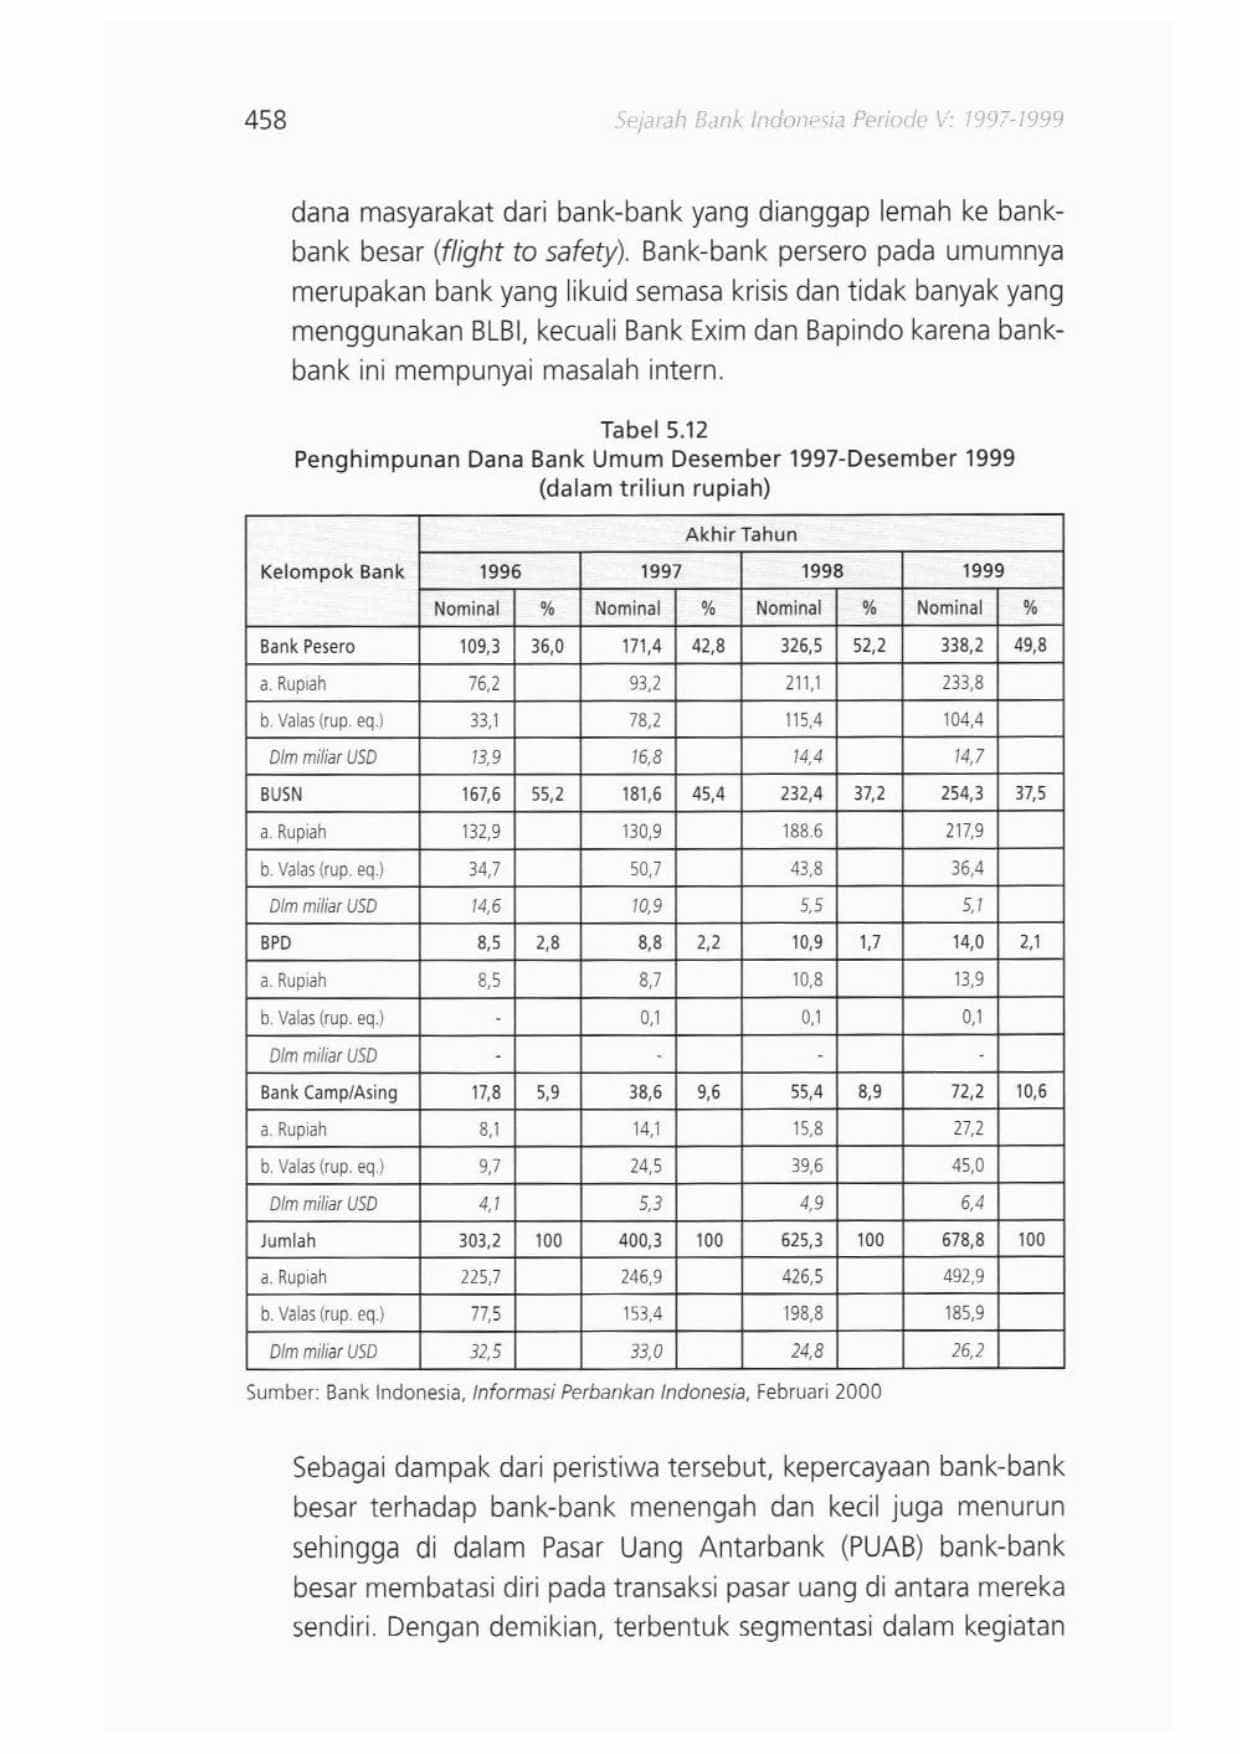 458
Sejarah Bank Indonesia Periode V: 1997-1999
dana masyarakat dari bank-bank yang dianggap lemah ke bank-
bank besar (flight to safety). Bank-bank persero pada umumnya
merupakan bank yang likuid semasa krisis dan tidak banyak yang
menggunakan BLBI, kecuali Bank Exim dan Bapindo karena bank-
bank ini mempunyai masalah intern.
Tabel 5.12
Penghimpunan Dana Bank Umum Desember 1997-Desember 1999
(dalam triliun rupiah)
Kelompok Bank Akhir Tahun
1996 1997 1998 1999
Nominal % Nominal % Nominal % Nominal %
Bank Pesero 109,3 36,0 171,4 42,8 326,5 52,2 338,2 49,8
a. Rupiah 76,2 93,2 211,1 233,8
b. Valas (rup. eq.) 33,1 78,2 115,4 104,4
Dlm miliar USD 13,9 16,8 14,4 14,7
BUSN 167,6 55,2 181,6 45,4 232,4 37,2 254,3 37,5
a. Rupiah 132,9 130,9 188.6 217,9
b. Valas (rup. eq.) 34,7 50,7 43,8 36,4
Dlm miliar USD 14,6 10,9 5,5 5,1
BPD 8,5 2,8 8,8 2,2 10,9 1,7 14,0 2,1
a. Rupiah 8,5 8,7 10,8 13,9
b. Valas (rup. eq.) - 0,1 0,1 0,1
Dlm miliar USD - - - -
Bank Camp/Asing 17,8 5,9 38,6 9,6 55,4 8,9 72,2 10,6
a. Rupiah 8,1 14,1 15,8 27,2
b. Valas (rup. eq.) 9,7 24,5 39,6 45,0
Dlm miliar USD 4,1 5,3 4,9 6,4
Jumlah 303,2 100 400,3 100 625,3 100 678,8 100
a. Rupiah 225,7 246,9 426,5 492,9
b. Valas (rup. eq.) 77,5 153,4 198,8 185,9
Dlm miliar USD 32,5 33,0 24,8 26,2
Sumber: Bank Indonesia, Informasi Perbankan Indonesia, Februari 2000
Sebagai dampak dari peristiwa tersebut, kepercayaan bank-bank
besar terhadap bank-bank menengah dan kecil juga menurun
sehingga di dalam Pasar Uang Antarbank (PUAB) bank-bank
besar membatasi diri pada transaksi pasar uang di antara mereka
sendiri. Dengan demikian, terbentuk segmentasi dalam kegiatan